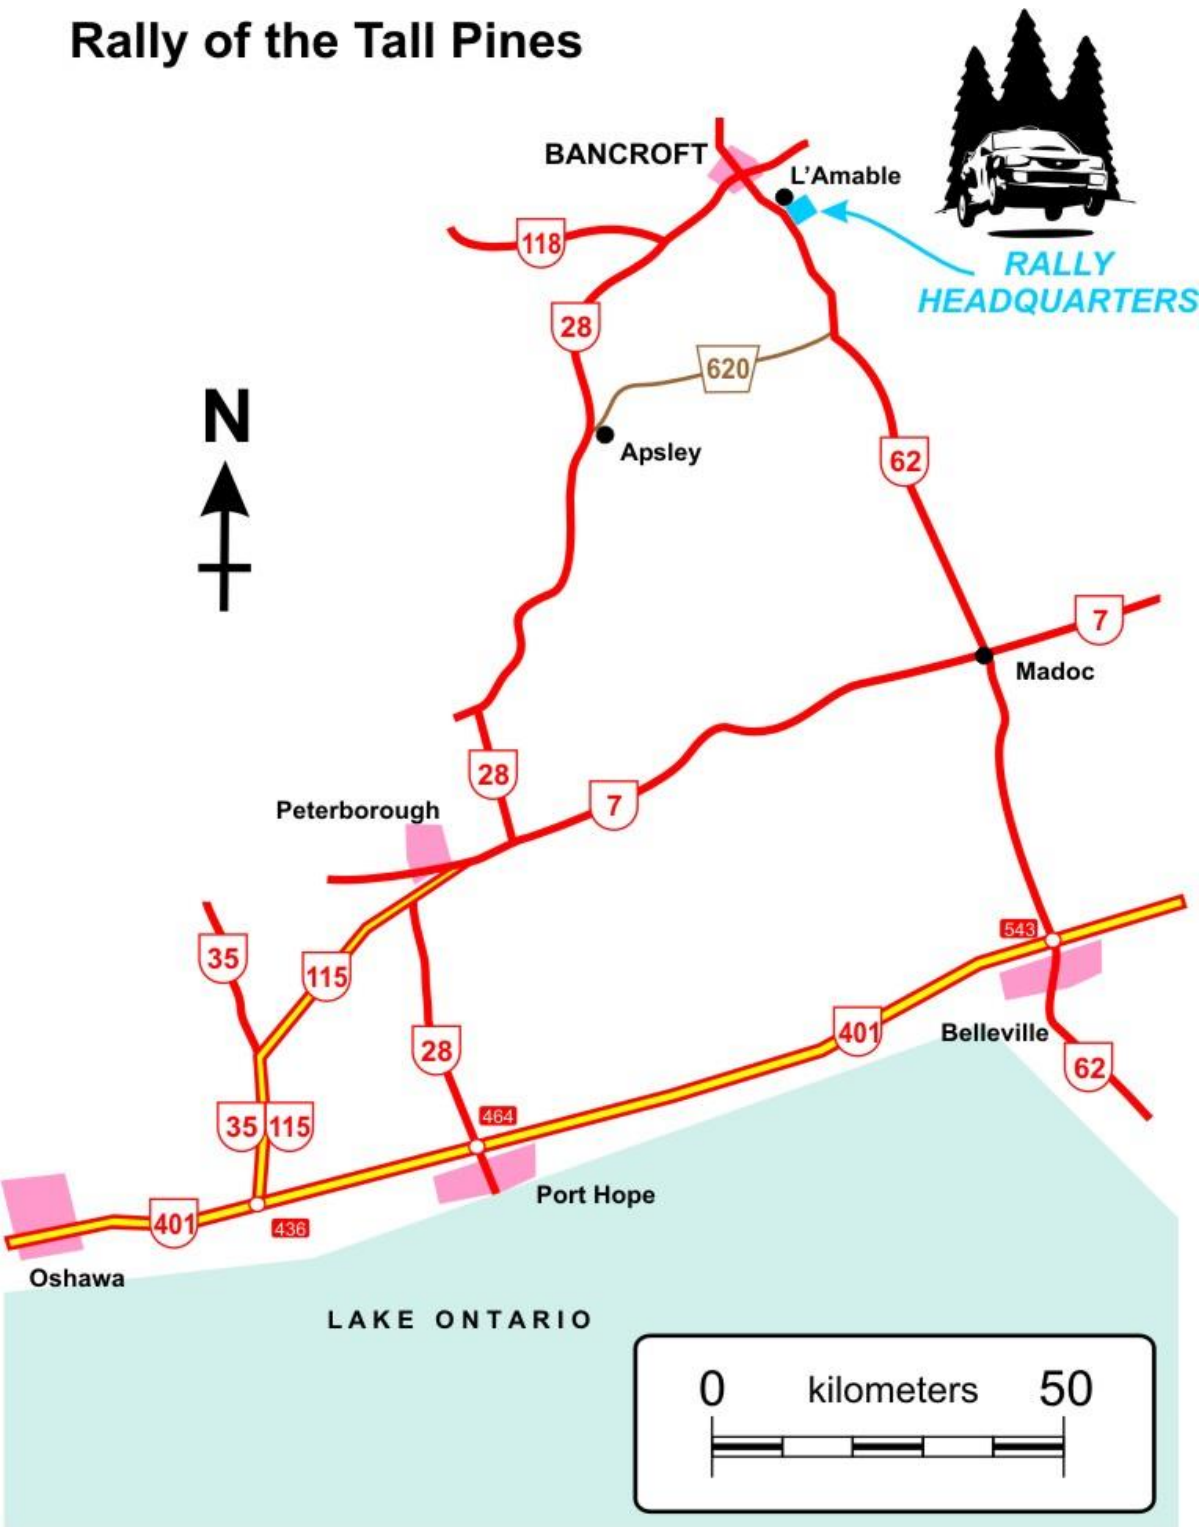 Rally of the Tall Pines
BANCROFT
L’Amable
118
RALLY
HEADQUARTERS
28
620
N
Apsley
62
7
Madoc
28
7
Peterborough
543
35
115
401
Belleville
28
62
464
35
115
Port Hope
401
436
Oshawa
LAKE ONTARIO
0 kilometers 50